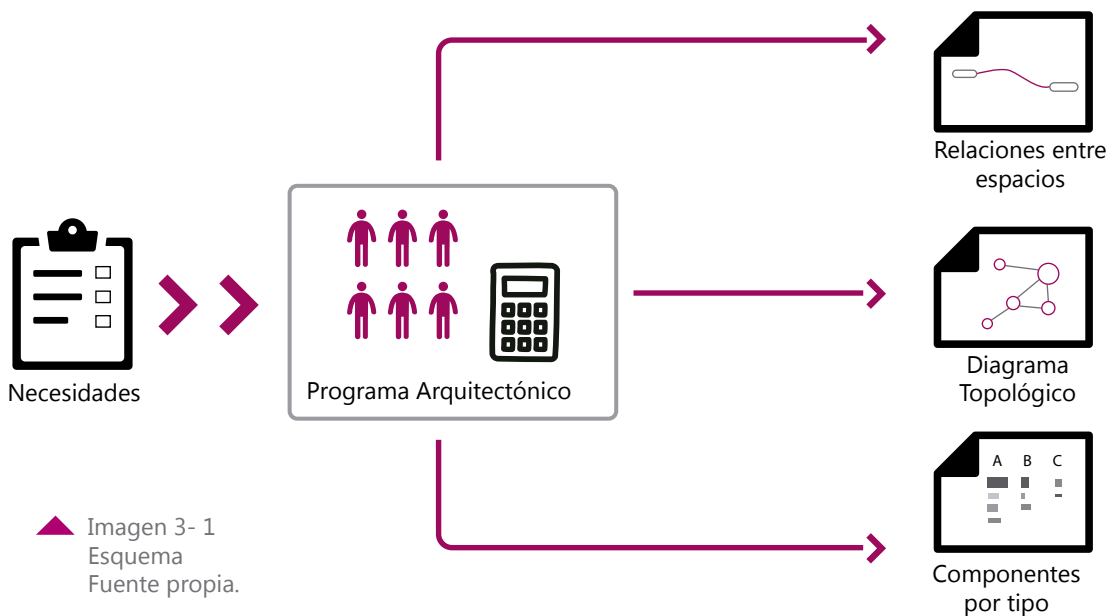 Necesidades
Programa Arquitectónico
Relaciones entre
espacios
Diagrama
Topológico
A B C
Componentes
por tipo
Imagen 3- 1
Esquema
Fuente propia.